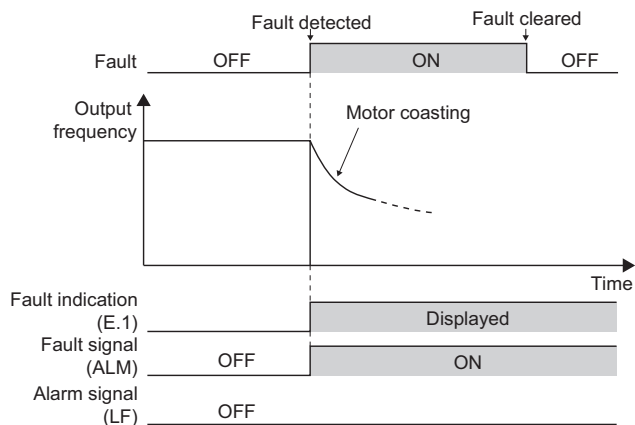 Fault detected
Fault cleared
Fault
OFF
ON
OFF
Output
frequency
Motor coasting
Time
Fault indication
(E.1)
Displayed
Fault signal
(ALM)
OFF
ON
Alarm signal
(LF)
OFF